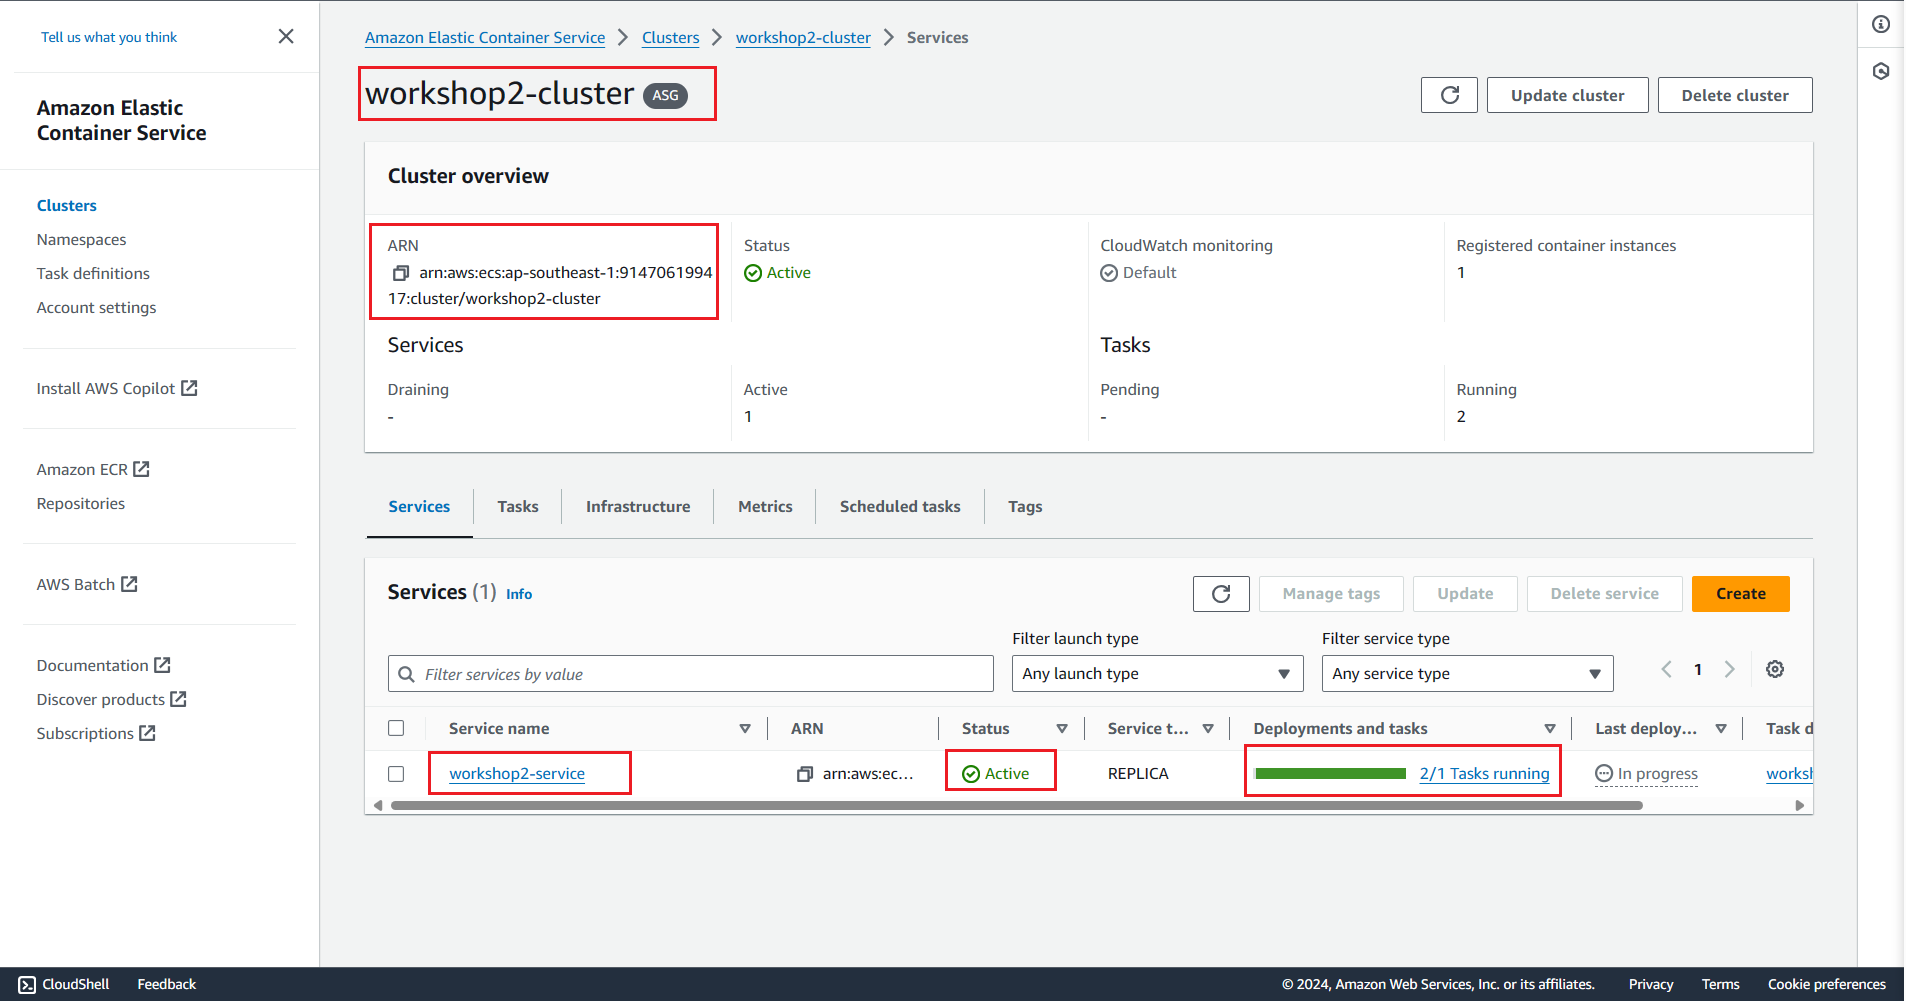 Tell us what you think
Amazon Elastic Container Service
Clusters
Namespaces
Task definitions
Account settings
Install AWS Copilot
Amazon ECR
Repositories
AWS Batch
Documentation
Discover products
Subscriptions
Amazon Elastic Container Service
Clusters
workshop2-cluster
Services
workshop2-cluster ASG
Update cluster
Delete cluster
Cluster overview
ARN
arn:aws:ecs:ap-southeast-1:9147061994
17:cluster/workshop2-cluster
Status
Active
CloudWatch monitoring
Default
Registered container instances
1
Services
Draining
-
Active
1
Tasks
Pending
-
Running
2
Services
Tasks
Infrastructure
Metrics
Scheduled tasks
Tags
Services (1) Info
Manage tags
Update
Delete service
Create
Filter services by value
Filter launch type
Any launch type
Filter service type
Any service type
1
Service name
ARN
Status
Service t...
Deployments and tasks
Last deploy...
Task d
workshop2-service
arn:aws:ec...
Active
REPLICA
2/1 Tasks running
In progress
worksh
CloudShell
Feedback
© 2024, Amazon Web Services, Inc. or its affiliates.
Privacy
Terms
Cookie preferences